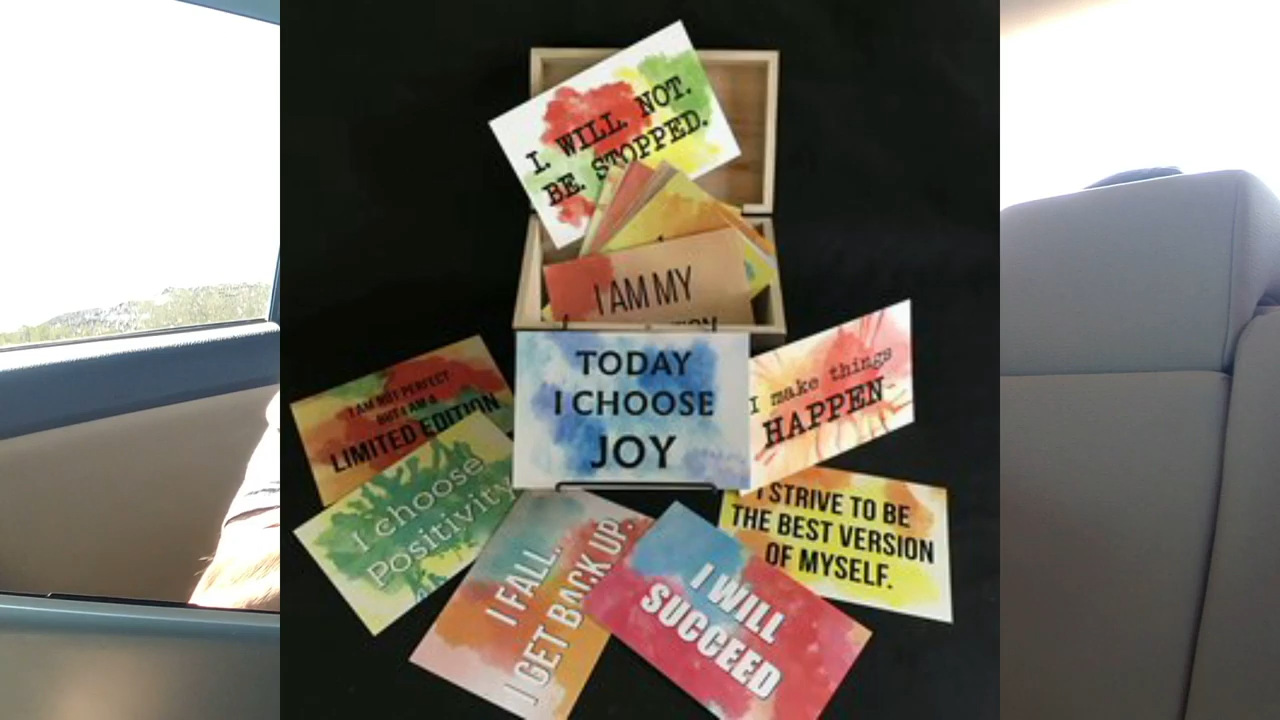 I. WILL. NOT.
BE. STOPPED.
I AM MY
TODAY
I CHOOSE
JOY
I make things
HAPPEN
I AM NOT PERFECT
BUT I AM A
LIMITED EDITION
I choose
Positivity
I FALL.
I GET BACK UP.
I WILL
SUCCEED
I STRIVE TO BE
THE BEST VERSION
OF MYSELF.